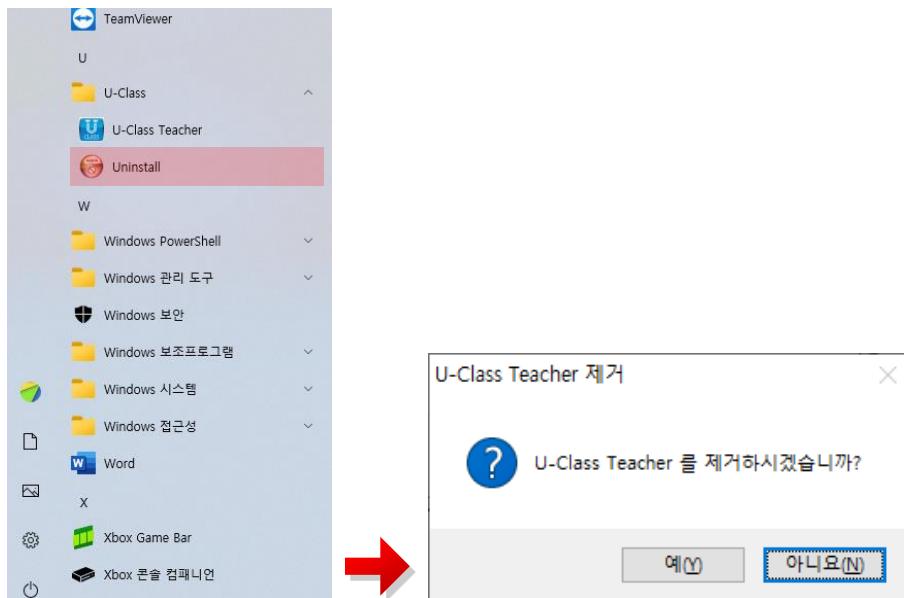 TeamViewer
U
U-Class
U-Class Teacher
Uninstall
W
Windows PowerShell
Windows 관리 도구
Windows 보안
Windows 보조프로그램
Windows 시스템
Windows 접근성
Word
X
Xbox Game Bar
Xbox 콘솔 컴패니언
U-Class Teacher 제거
U-Class Teacher 를 제거하시겠습니까?
예(Y)
아니요(N)